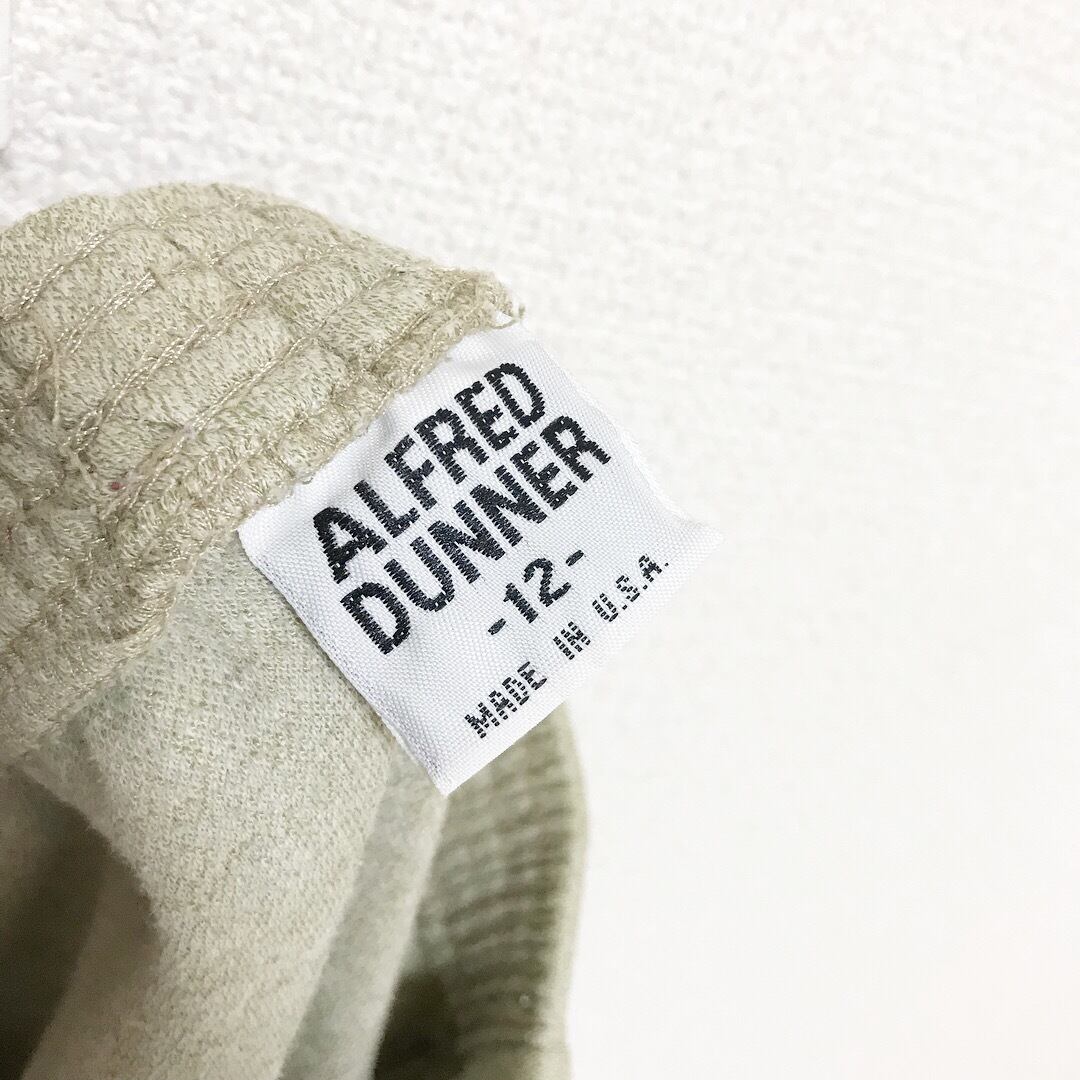 ALFRED
DUNNER
-12-
MADE IN U.S.A.